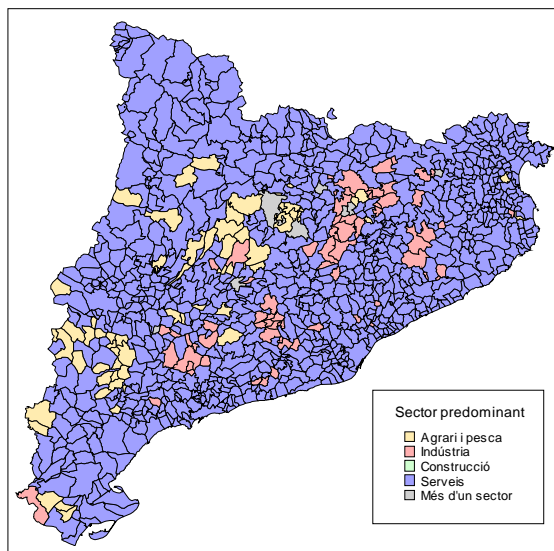 Sector predominant
Agrari i pesca
Indústria
Construcció
Serveis
Més d'un sector